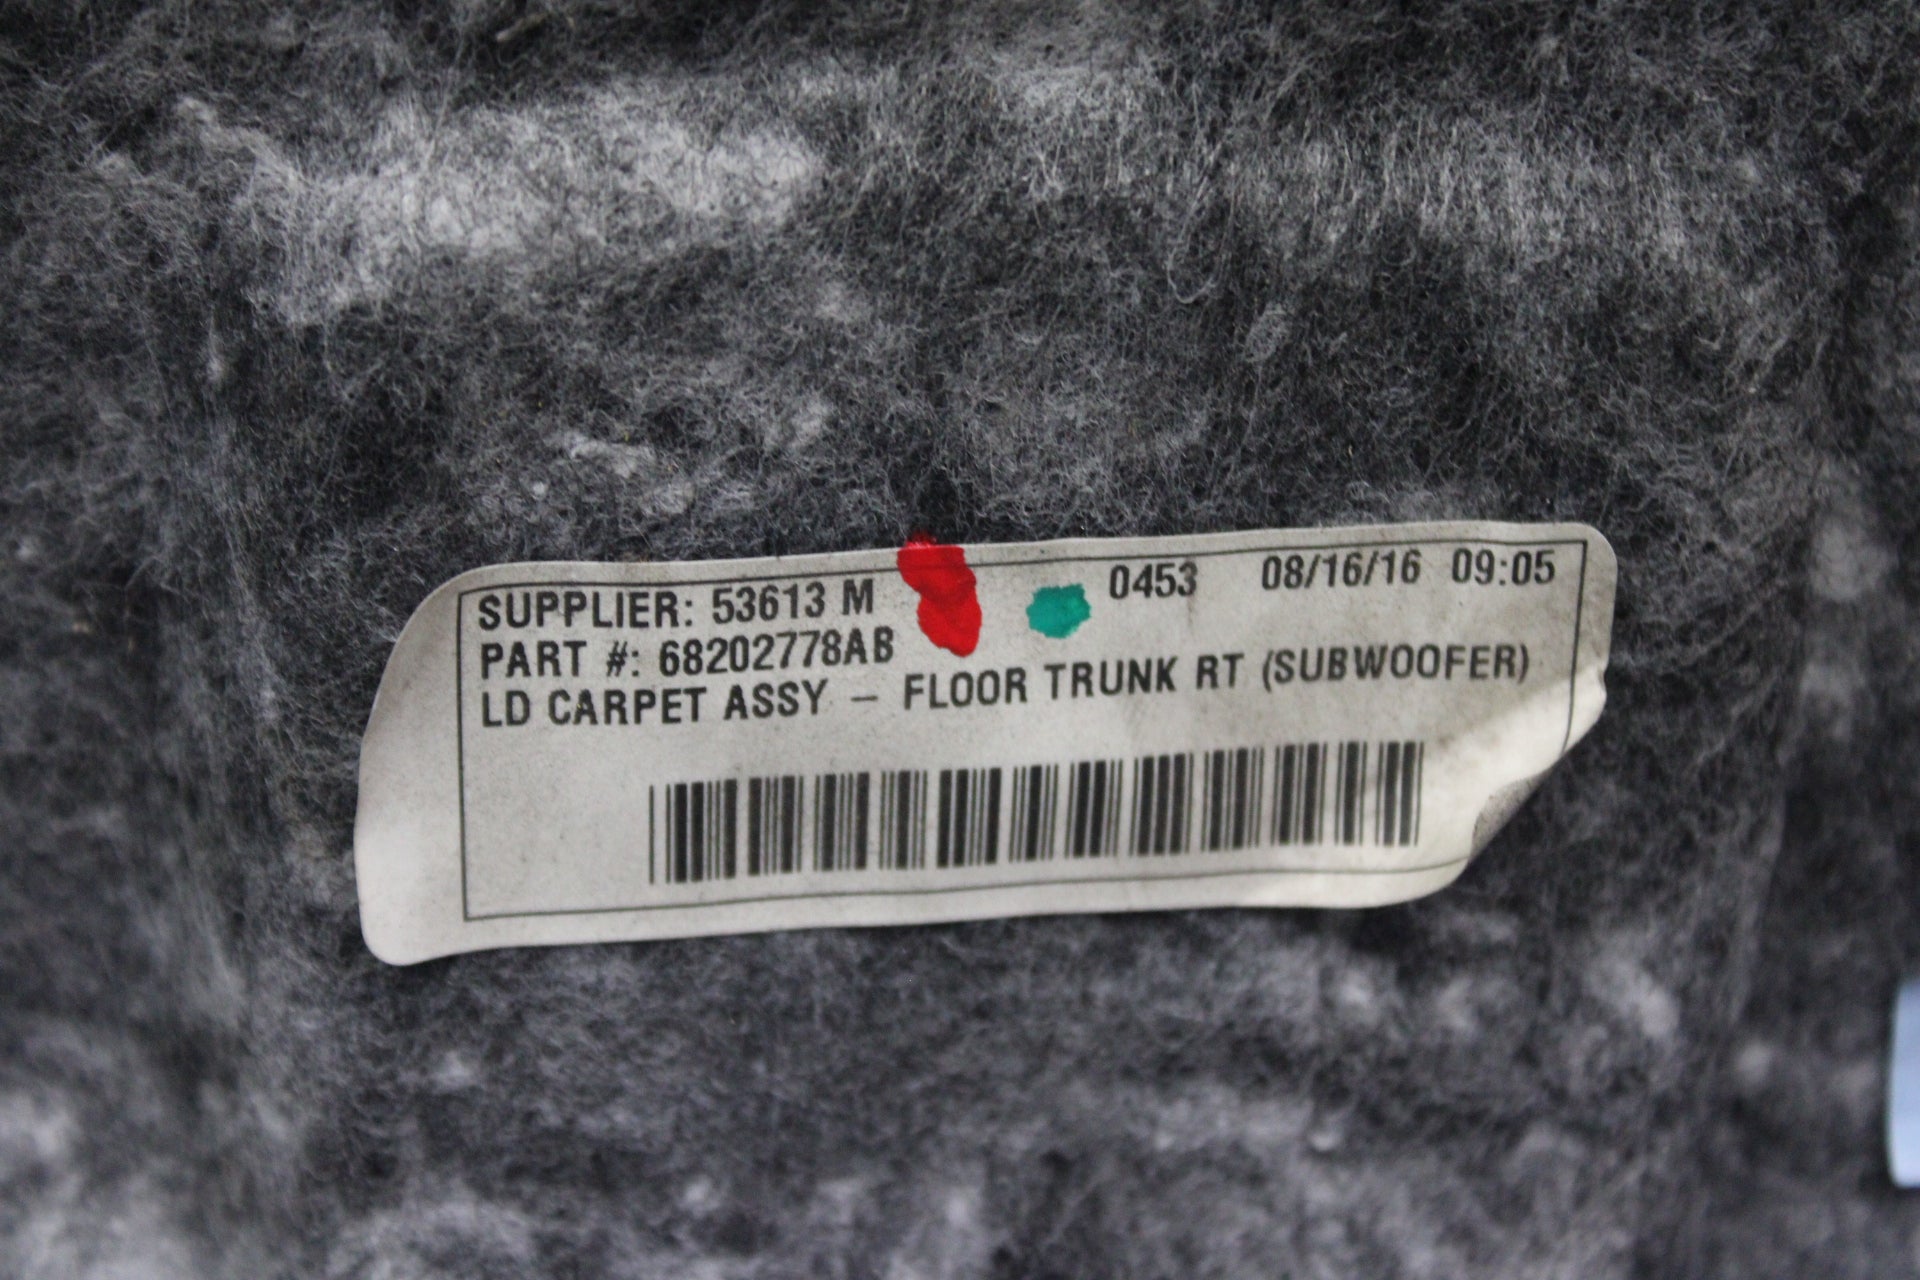 SUPPLIER: 53613 M 0453 08/16/16 09:05
PART #: 68202778AB
LD CARPET ASSY - FLOOR TRUNK RT (SUBWOOFER)